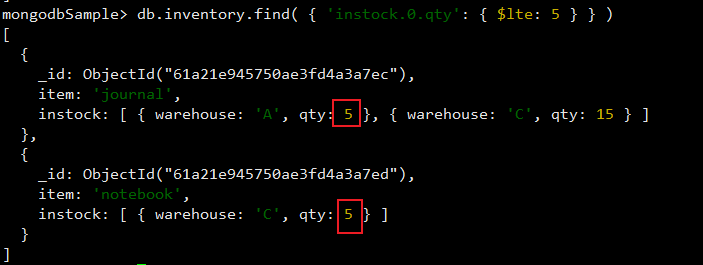 mongodbSample> db.inventory.find( { 'instock.0.qty': { $lte: 5 } } )
[
  {
    _id: ObjectId("61a21e945750ae3fd4a3a7ec"),
    item: 'journal',
    instock: [ { warehouse: 'A', qty: 5 }, { warehouse: 'C', qty: 15 } ]
  },
  {
    _id: ObjectId("61a21e945750ae3fd4a3a7ed"),
    item: 'notebook',
    instock: [ { warehouse: 'C', qty: 5 } ]
  }
]